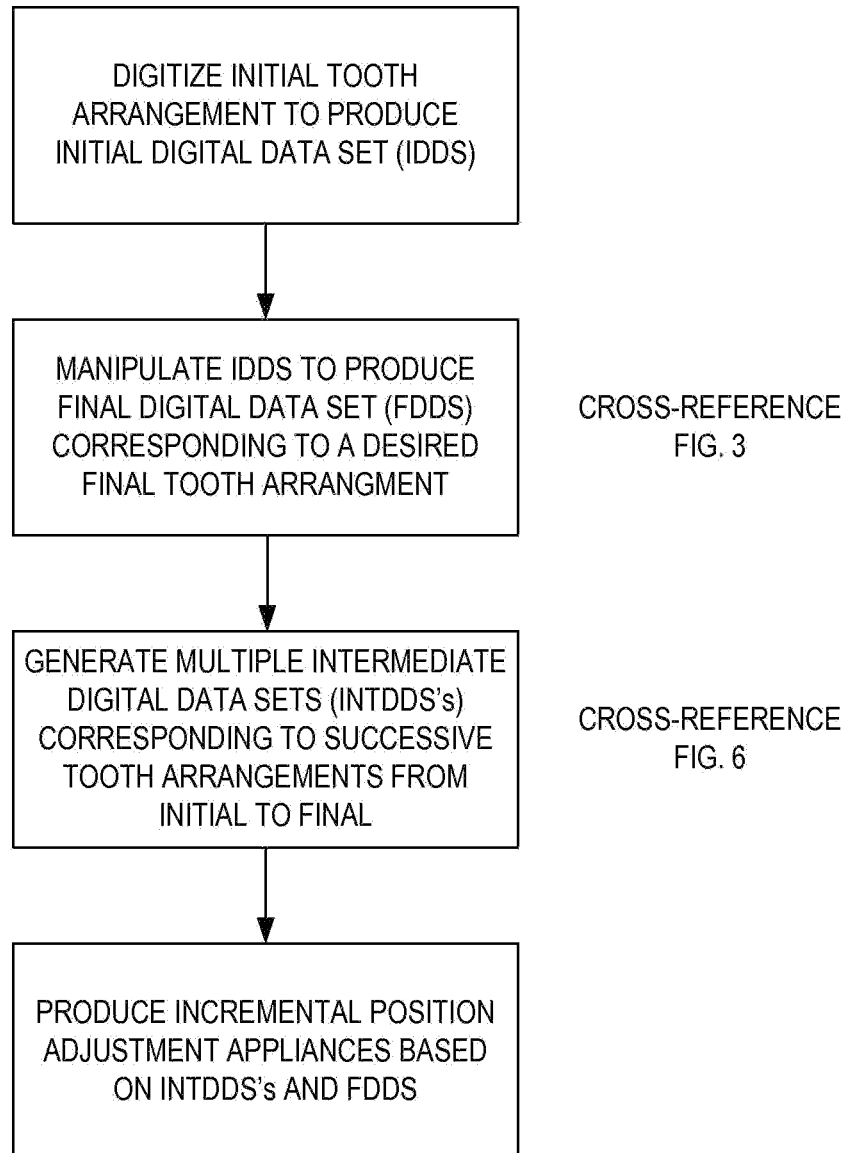 DIGITIZE INITIAL TOOTH
ARRANGEMENT TO PRODUCE
INITIAL DIGITAL DATA SET (IDDS)
MANIPULATE IDDS TO PRODUCE
FINAL DIGITAL DATA SET (FDDS)
CORRESPONDING TO A DESIRED
FINAL TOOTH ARRANGMENT
CROSS-REFERENCE
FIG. 3
GENERATE MULTIPLE INTERMEDIATE
DIGITAL DATA SETS (INTDDS's)
CORRESPONDING TO SUCCESSIVE
TOOTH ARRANGEMENTS FROM
INITIAL TO FINAL
CROSS-REFERENCE
FIG. 6
PRODUCE INCREMENTAL POSITION
ADJUSTMENT APPLIANCES BASED
ON INTDDS's AND FDDS